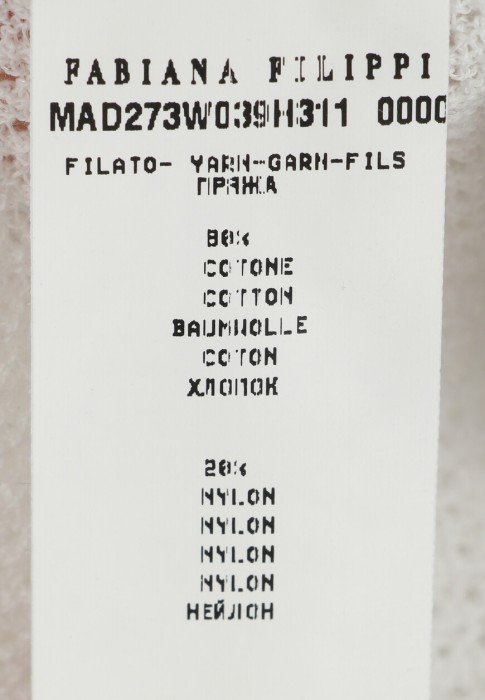 FABIANA FILIPPI
MAD273W039H311 0000
FILATO- YARN-GARN-FILS
ПРЯЖА
80%
COTONE
COTTON
BAUMWOLLE
COTON
ХЛОПОК
20%
NYLON
NYLON
NYLON
NYLON
НЕЙЛОН